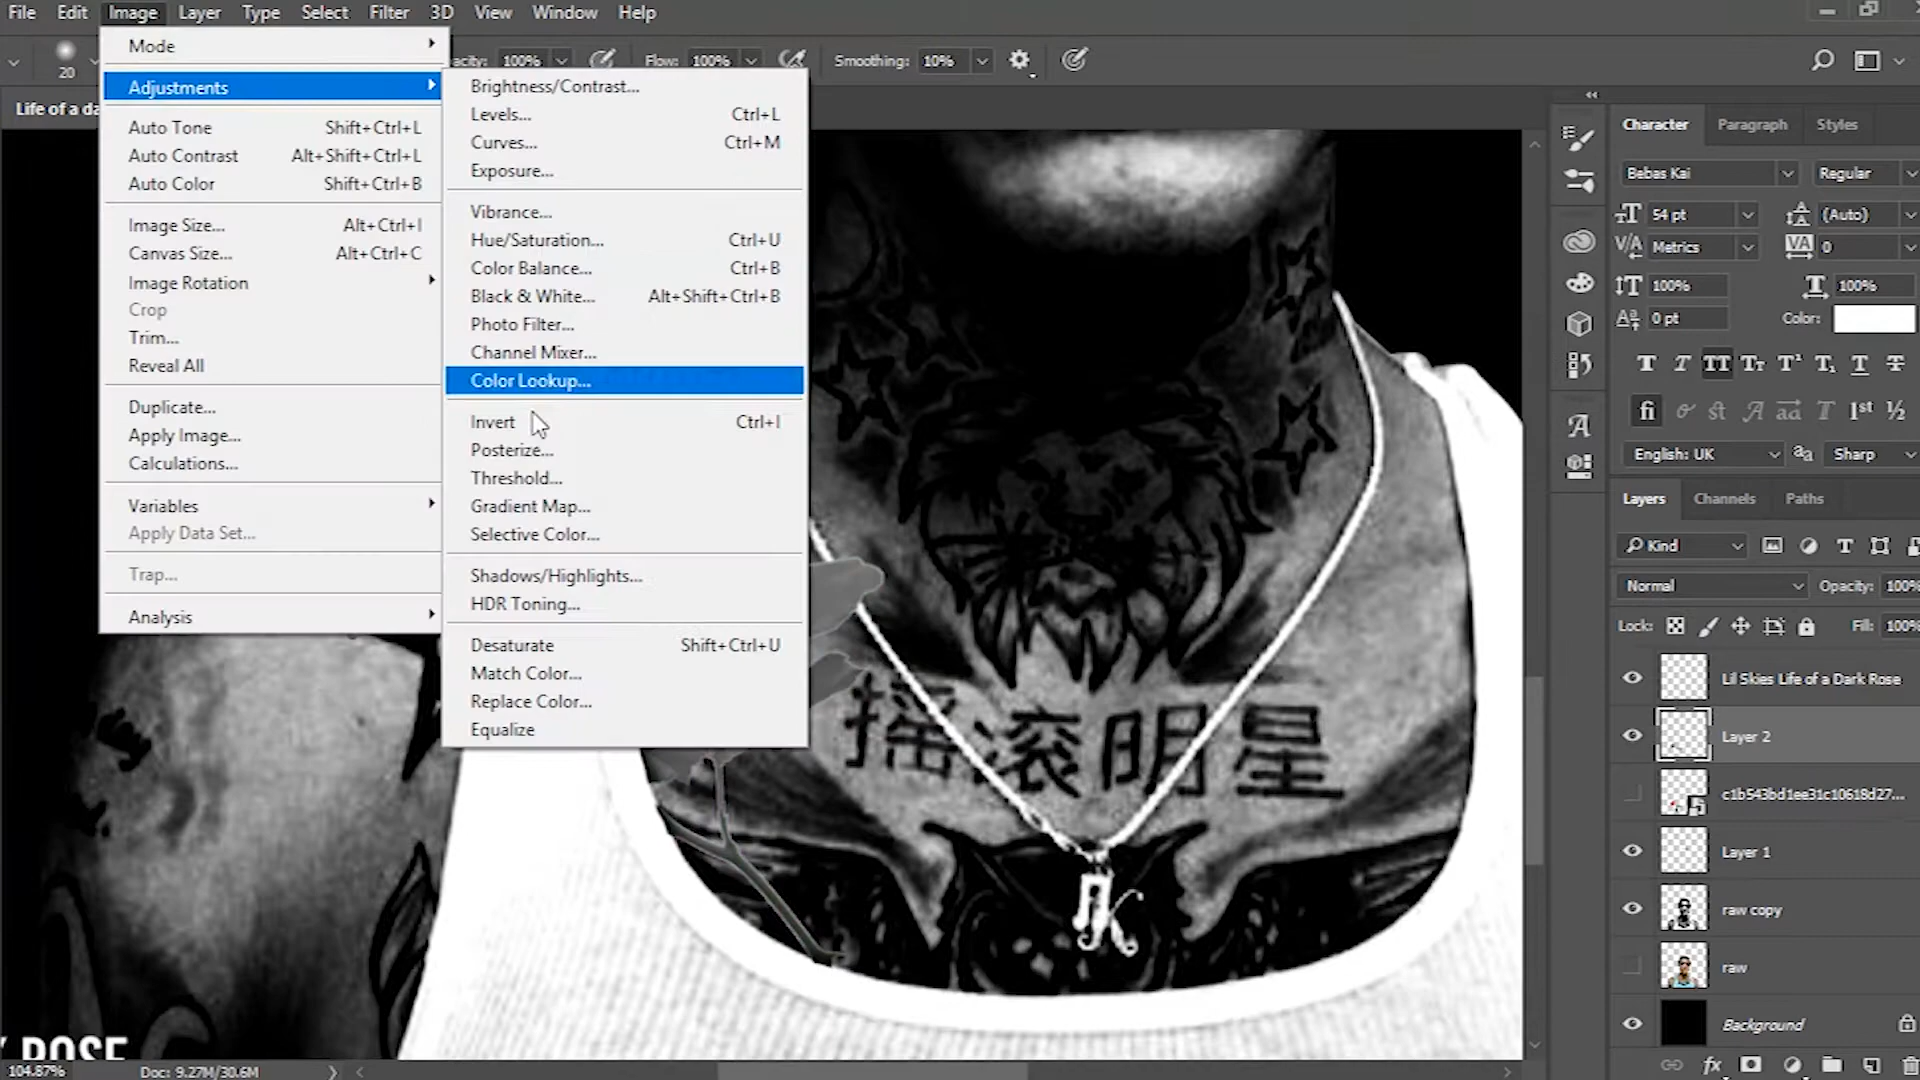 File Edit Image Layer Type Select Filter 3D View Window Help
20
100% Flow: 100% Smoothing: 10%
Mode
Adjustments
Auto Tone Shift+Ctrl+L
Auto Contrast Alt+Shift+Ctrl+L
Auto Color Shift+Ctrl+B
Image Size... Alt+Ctrl+I
Canvas Size... Alt+Ctrl+C
Image Rotation
Crop
Trim...
Reveal All
Duplicate...
Apply Image...
Calculations...
Variables
Apply Data Set...
Trap...
Analysis
Brightness/Contrast...
Levels... Ctrl+L
Curves... Ctrl+M
Exposure...
Vibrance...
Hue/Saturation... Ctrl+U
Color Balance... Ctrl+B
Black & White... Alt+Shift+Ctrl+B
Photo Filter...
Channel Mixer...
Color Lookup...
Invert Ctrl+I
Posterize...
Threshold...
Gradient Map...
Selective Color...
Shadows/Highlights...
HDR Toning...
Desaturate Shift+Ctrl+U
Match Color...
Replace Color...
Equalize
Life of a
摇滚明星
K
ROSE
104.87% Doc: 9.27M/30.6M
Character Paragraph Styles
Bebas Kai Regular
54 pt (Auto)
Metrics 0
100% 100%
0 pt Color:
English: UK Sharp
Layers Channels Paths
Kind
Normal Opacity: 100%
Lock: Fill: 100%
Lil Skies Life of a Dark Rose
Layer 2
c1b543bd1ee31c10618d27...
Layer 1
raw copy
raw
Background